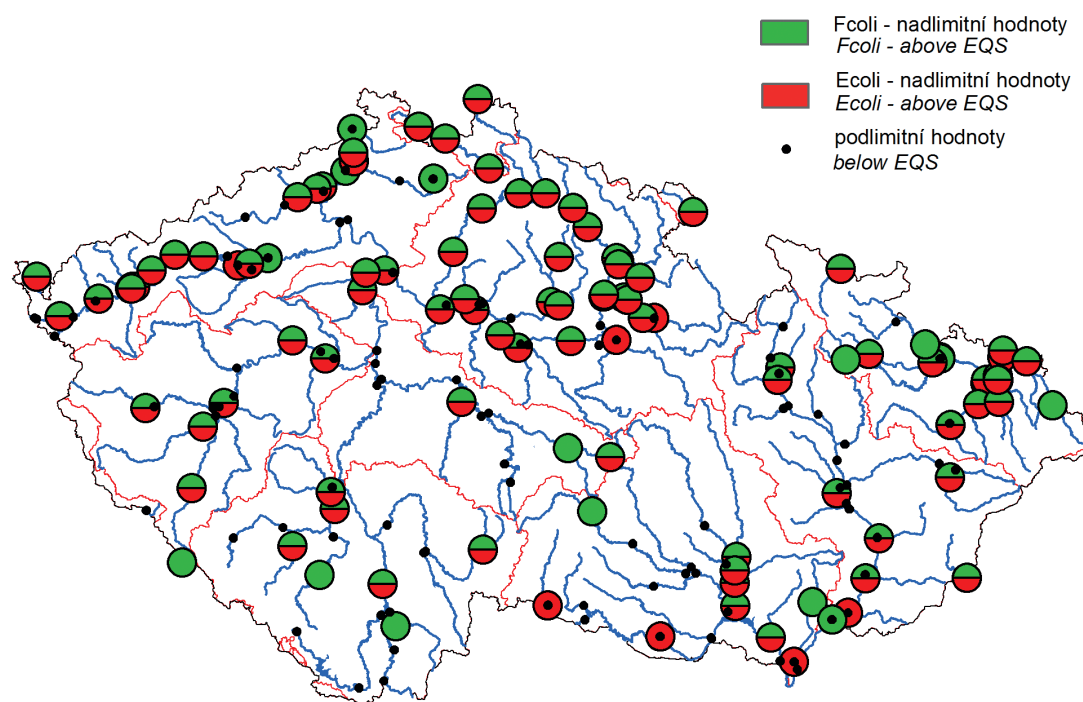 Fcoli - nadlimitní hodnoty
Fcoli - above EQS
Ecoli - nadlimitní hodnoty
Ecoli - above EQS
podlimitní hodnoty
below EQS